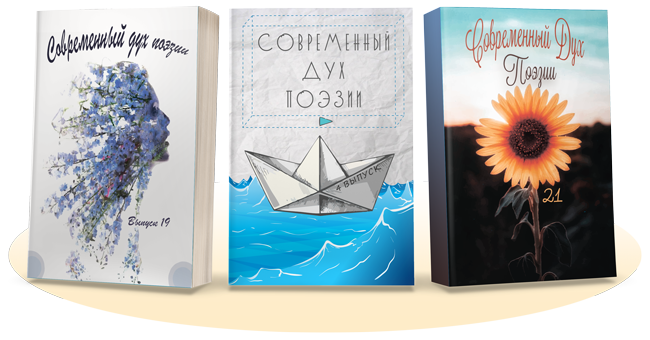 Современный дух поэзии
Выпуск 19
СОВРЕМЕННЫЙ
ДУХ
ПОЭЗИИ
4 ВЫПУСК
Современный Дух
Поэзии
21